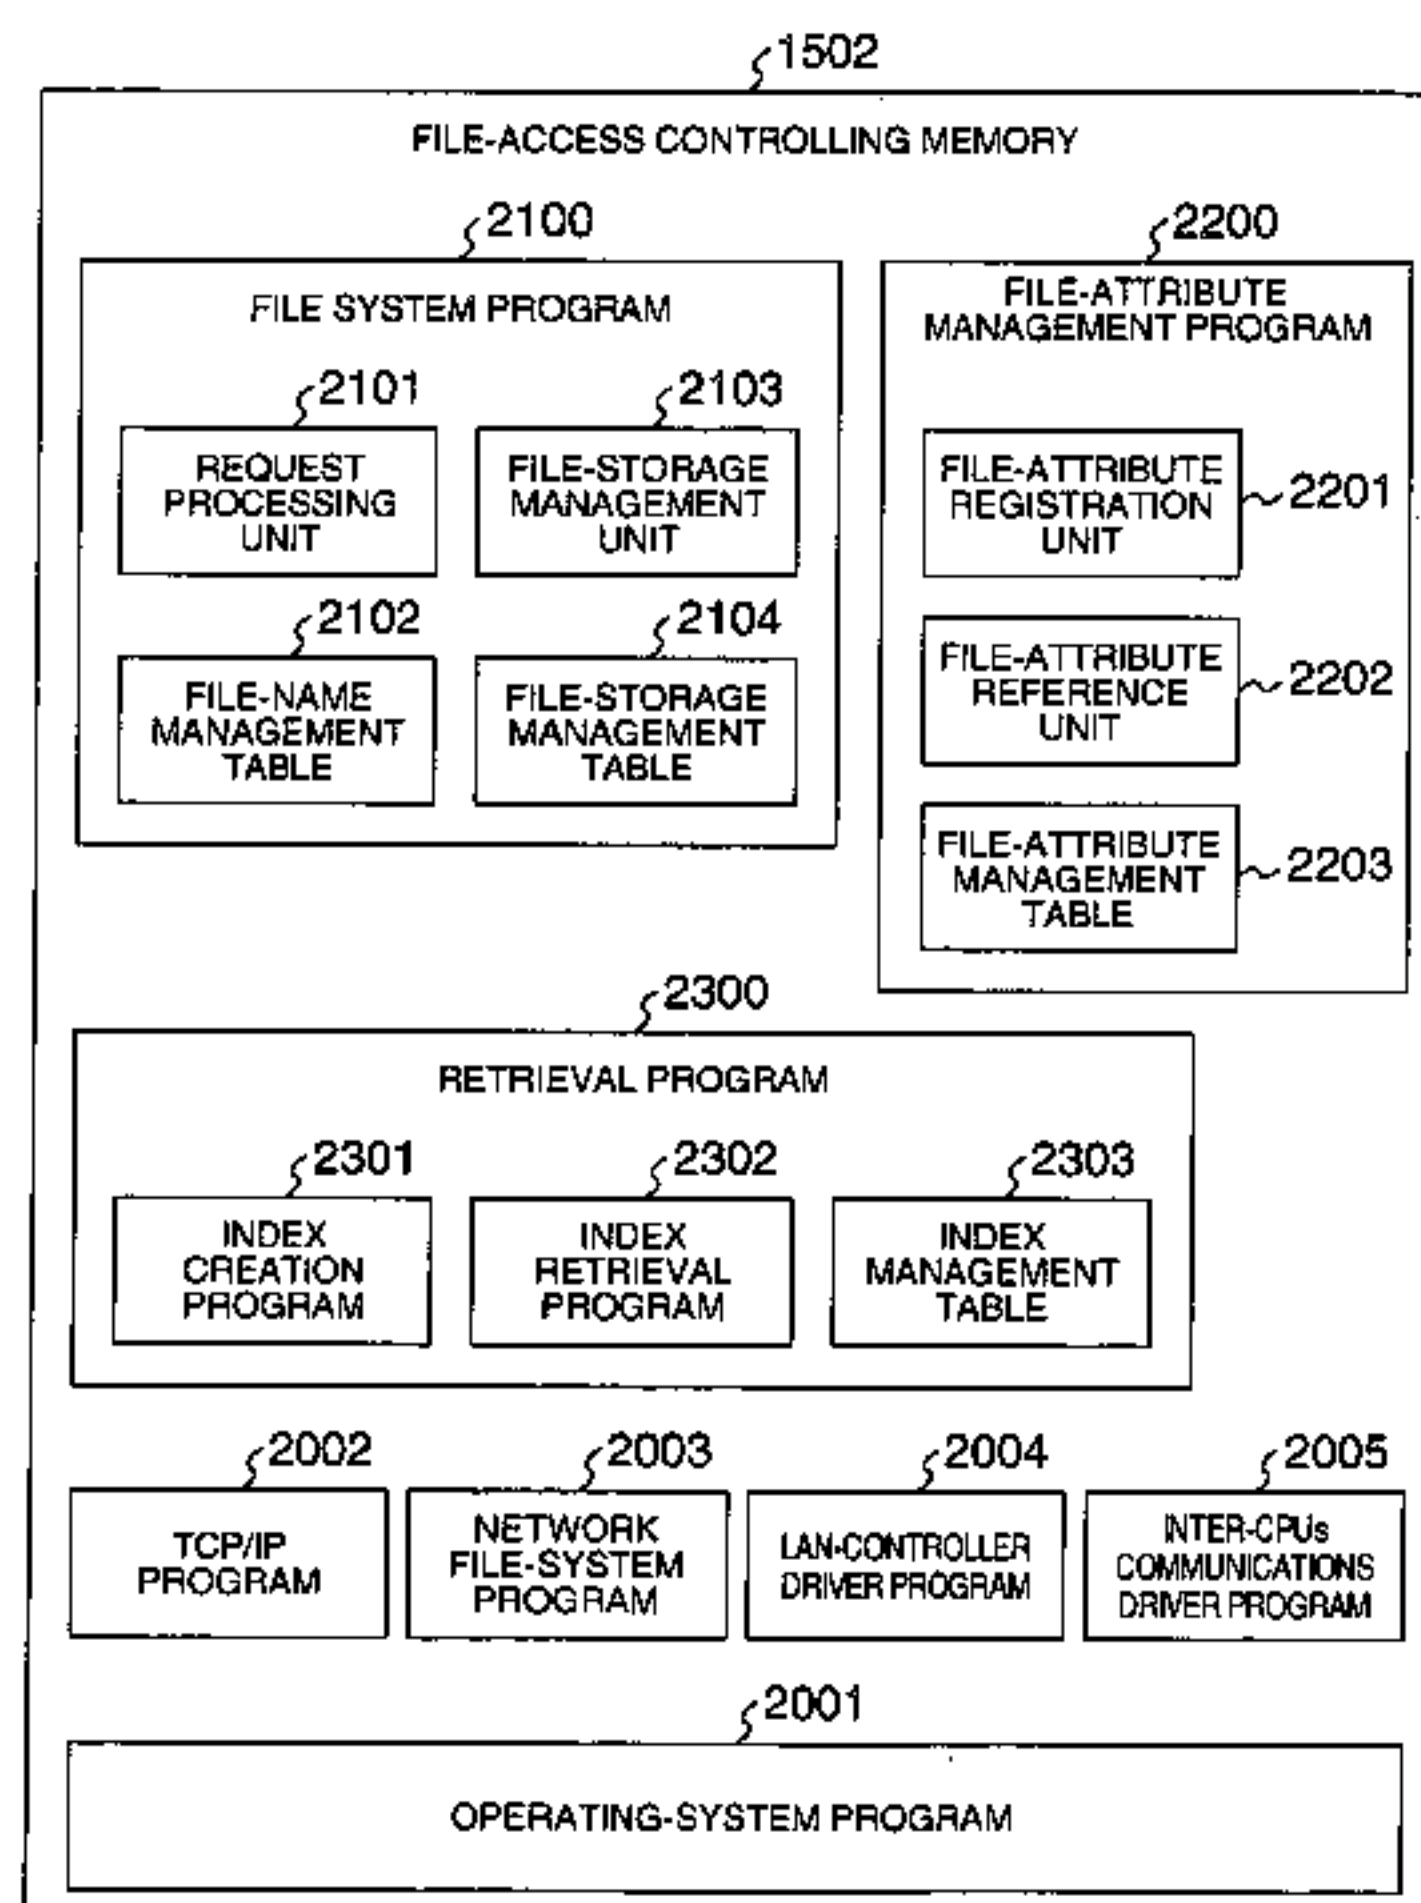 1502
FILE-ACCESS CONTROLLING MEMORY
2100
FILE SYSTEM PROGRAM
2101
REQUEST
PROCESSING
UNIT
2103
FILE-STORAGE
MANAGEMENT
UNIT
2102
FILE-NAME
MANAGEMENT
TABLE
2104
FILE-STORAGE
MANAGEMENT
TABLE
2200
FILE-ATTRIBUTE
MANAGEMENT PROGRAM
FILE-ATTRIBUTE
REGISTRATION
UNIT
2201
FILE-ATTRIBUTE
REFERENCE
UNIT
2202
FILE-ATTRIBUTE
MANAGEMENT
TABLE
2203
2300
RETRIEVAL PROGRAM
2301
INDEX
CREATION
PROGRAM
2302
INDEX
RETRIEVAL
PROGRAM
2303
INDEX
MANAGEMENT
TABLE
2002
TCP/IP
PROGRAM
2003
NETWORK
FILE-SYSTEM
PROGRAM
2004
LAN-CONTROLLER
DRIVER PROGRAM
2005
INTER-CPUs
COMMUNICATIONS
DRIVER PROGRAM
2001
OPERATING-SYSTEM PROGRAM